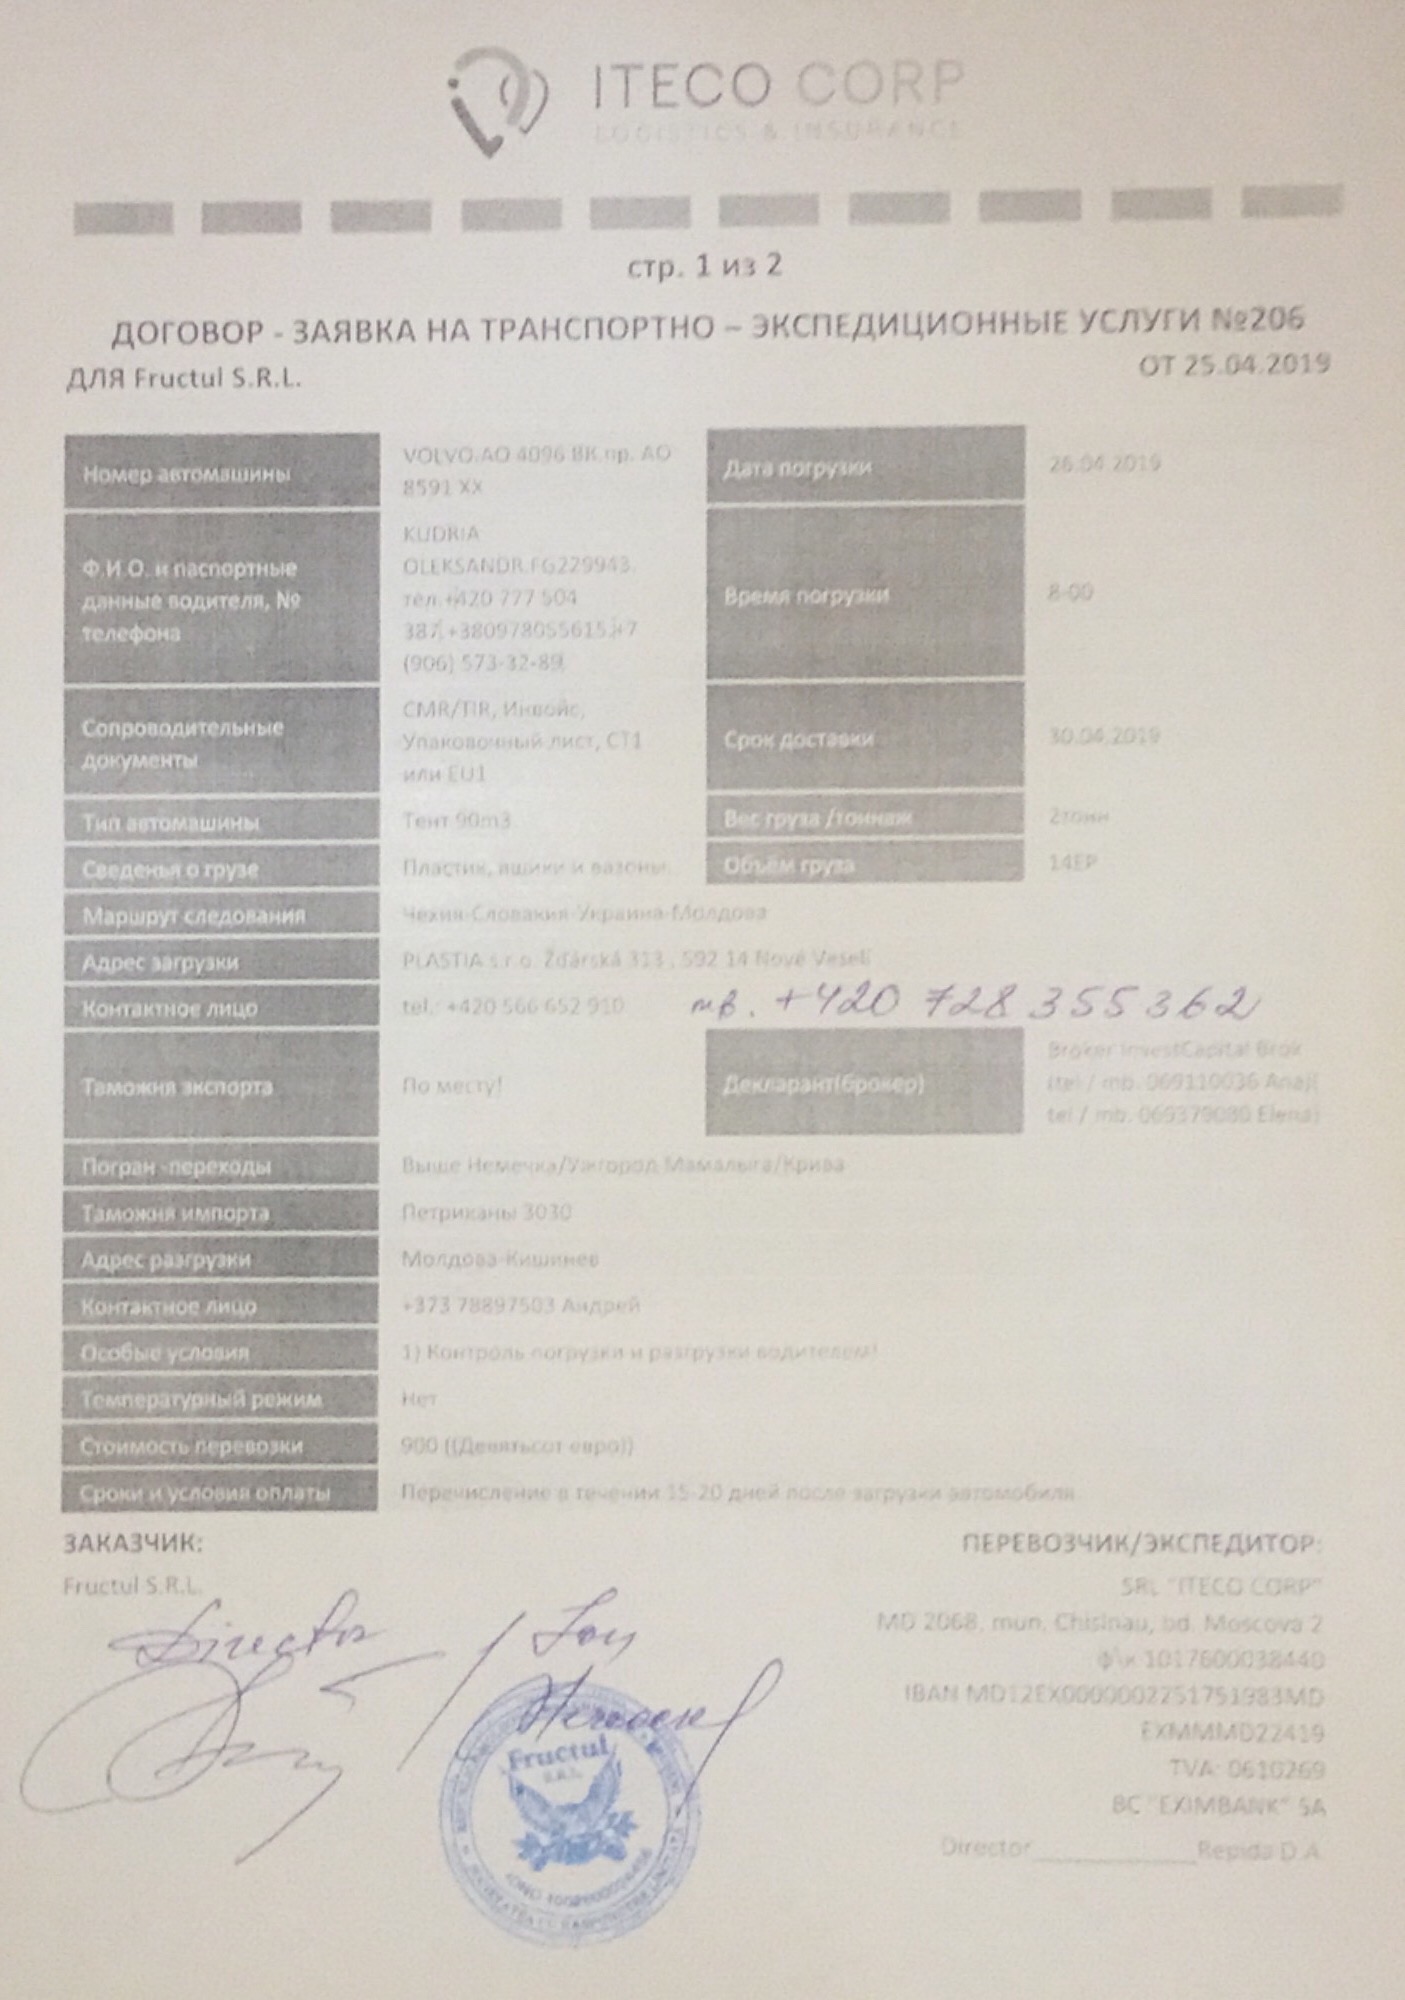 ITECO CORP
LOGISTICS & INSURANCE
стр. 1 из 2
ДОГОВОР - ЗАЯВКА НА ТРАНСПОРТНО – ЭКСПЕДИЦИОННЫЕ УСЛУГИ №206
ДЛЯ Fructul S.R.L.
ОТ 25.04.2019
Номер автомашины
VOLVO.AO 4096 BK.пр. AO
8591 XX
Дата погрузки
26.04.2019
Ф.И.О. и паспортные
данные водителя, №
телефона
KUDRIA
OLEKSANDR.FG229943.
тел.+420 777 504
387,+380978055615,+7
(906) 573-32-89.
Время погрузки
8-00
Сопроводительные
документы
CMR/TIR, Инвойс,
Упаковочный лист, СТ1
или EU1
Срок доставки
30.04.2019
Тип автомашины
Тент 90m3
Вес груза /тоннаж
2тонн
Сведенья о грузе
Пластик, ящики и вазоны.
Объём груза
14EP
Маршрут следования
Чехия-Словакия-Украина-Молдова
Адрес загрузки
PLASTIA s.r.o. Žďárská 313 , 592 14 Nové Veselí
Контактное лицо
tel.: +420 566 652 910
мв. +420 728 355 362
Таможня экспорта
По месту!
Декларант(брокер)
Broker InvestCapital Brok
(tel / mb. 069110036 Ana)(
tel / mb. 069379080 Elena)
Погран -переходы
Выше Немечка/Ужгород Мамалыга/Крива
Таможня импорта
Петриканы 3030
Адрес разгрузки
Молдова-Кишинев
Контактное лицо
+373 78897503 Андрей
Особые условия
1) Контроль погрузки и разгрузки водителем!
Температурный режим
Нет
Стоимость перевозки
900 ((Девятьсот евро))
Сроки и условия оплаты
Перечисление в течении 15-20 дней после загрузки автомобиля
ЗАКАЗЧИК:
ПЕРЕВОЗЧИК/ЭКСПЕДИТОР:
Fructul S.R.L.
SRL "ITECO CORP"
MD 2068, mun. Chisinau, bd. Moscova 2
ф\к 1017600038440
IBAN MD12EX0000002251751983MD
EXMMMD22419
TVA: 0610269
BC "EXIMBANK" SA
Director Repida D.A.
Director / Ion
Fructul
S.R.L.